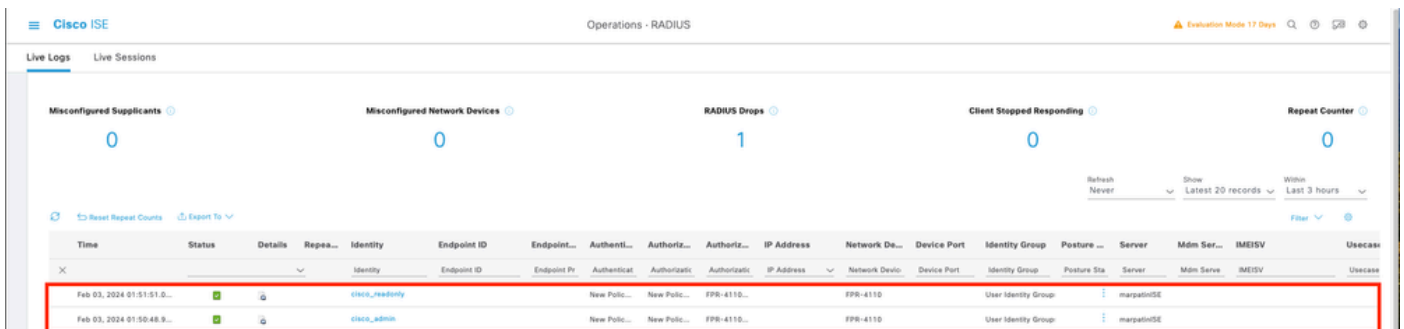 Cisco ISE Operations · RADIUS Evaluation Mode 17 Days
Live Logs Live Sessions
Misconfigured Supplicants Misconfigured Network Devices RADIUS Drops Client Stopped Responding Repeat Counter
0 0 1 0 0
Refresh Show Within
Never Latest 20 records Last 3 hours
Reset Repeat Counts Export To Filter
Time Status Details Repea... Identity Endpoint ID Endpoint... Authenti... Authoriz... Authoriz... IP Address Network De... Device Port Identity Group Posture ... Server Mdm Ser... IMEISV Usecase
Identity Endpoint ID Endpoint Pr Authenticat Authorizatic Authorizatic IP Address Network Devic Device Port Identity Group Posture Sta Server Mdm Serve IMEISV Usecase
Feb 03, 2024 01:51:51.0... cisco_readonly New Polic... New Polic... FPR-4110... FPR-4110 User Identity Group marpatinISE
Feb 03, 2024 01:50:48.9... cisco_admin New Polic... New Polic... FPR-4110... FPR-4110 User Identity Group marpatinISE